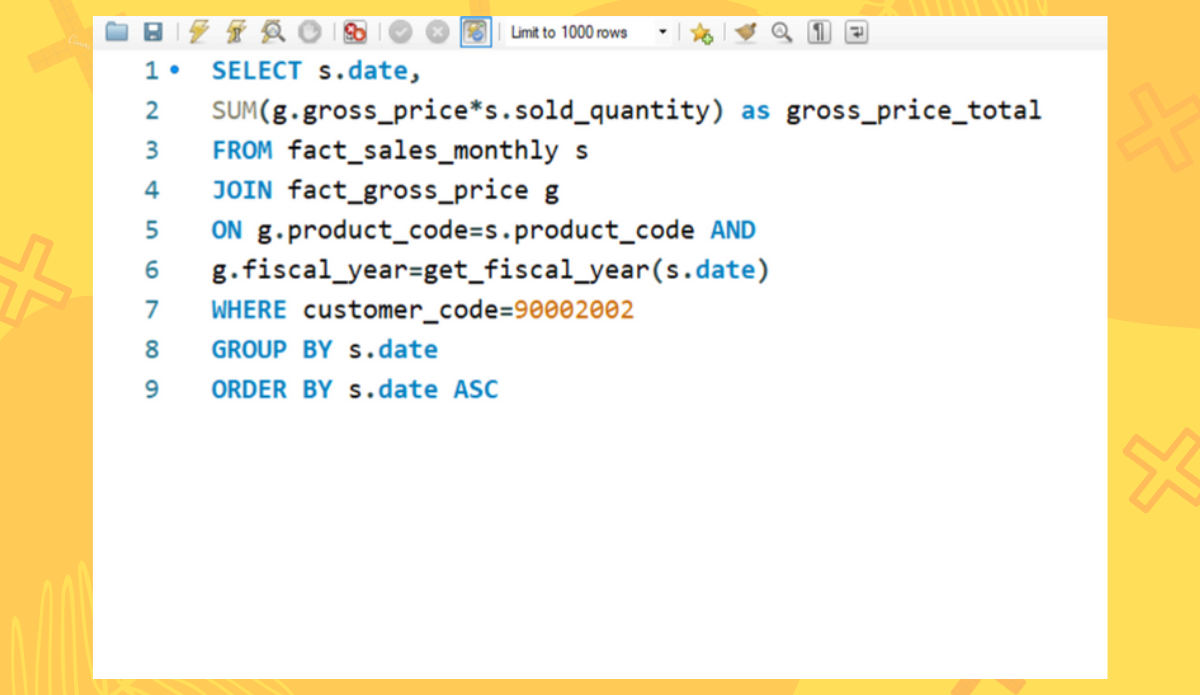 Limit to 1000 rows
1 SELECT s.date,
2 SUM(g.gross_price*s.sold_quantity) as gross_price_total
3 FROM fact_sales_monthly s
4 JOIN fact_gross_price g
5 ON g.product_code=s.product_code AND
6 g.fiscal_year=get_fiscal_year(s.date)
7 WHERE customer_code=90002002
8 GROUP BY s.date
9 ORDER BY s.date ASC